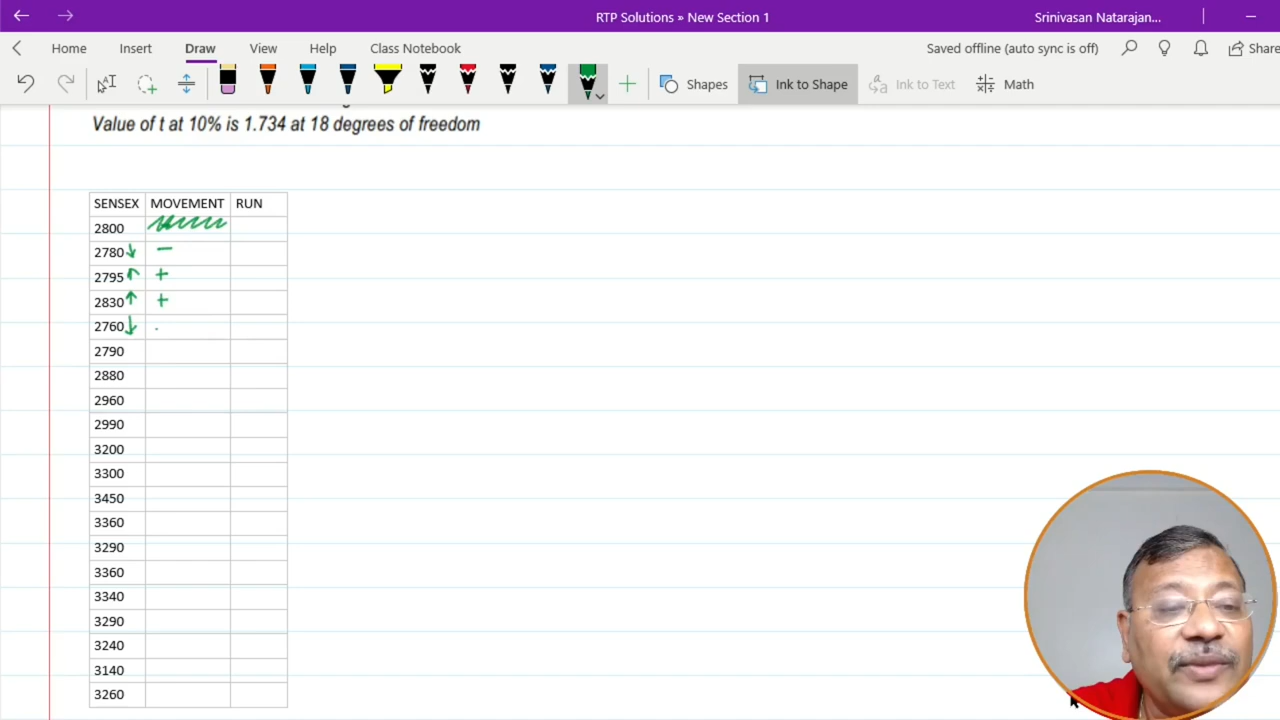 RTP Solutions » New Section 1
Srinivasan Natarajan...
Home Insert Draw View Help Class Notebook
Saved offline (auto sync is off)
Share
Shapes
Ink to Shape
Ink to Text
Math
Value of t at 10% is 1.734 at 18 degrees of freedom
SENSEX MOVEMENT RUN
2800
2780 ↓ −
2795 ↑ +
2830 ↑ +
2760 ↓
2790
2880
2960
2990
3200
3300
3450
3360
3290
3360
3340
3290
3240
3140
3260